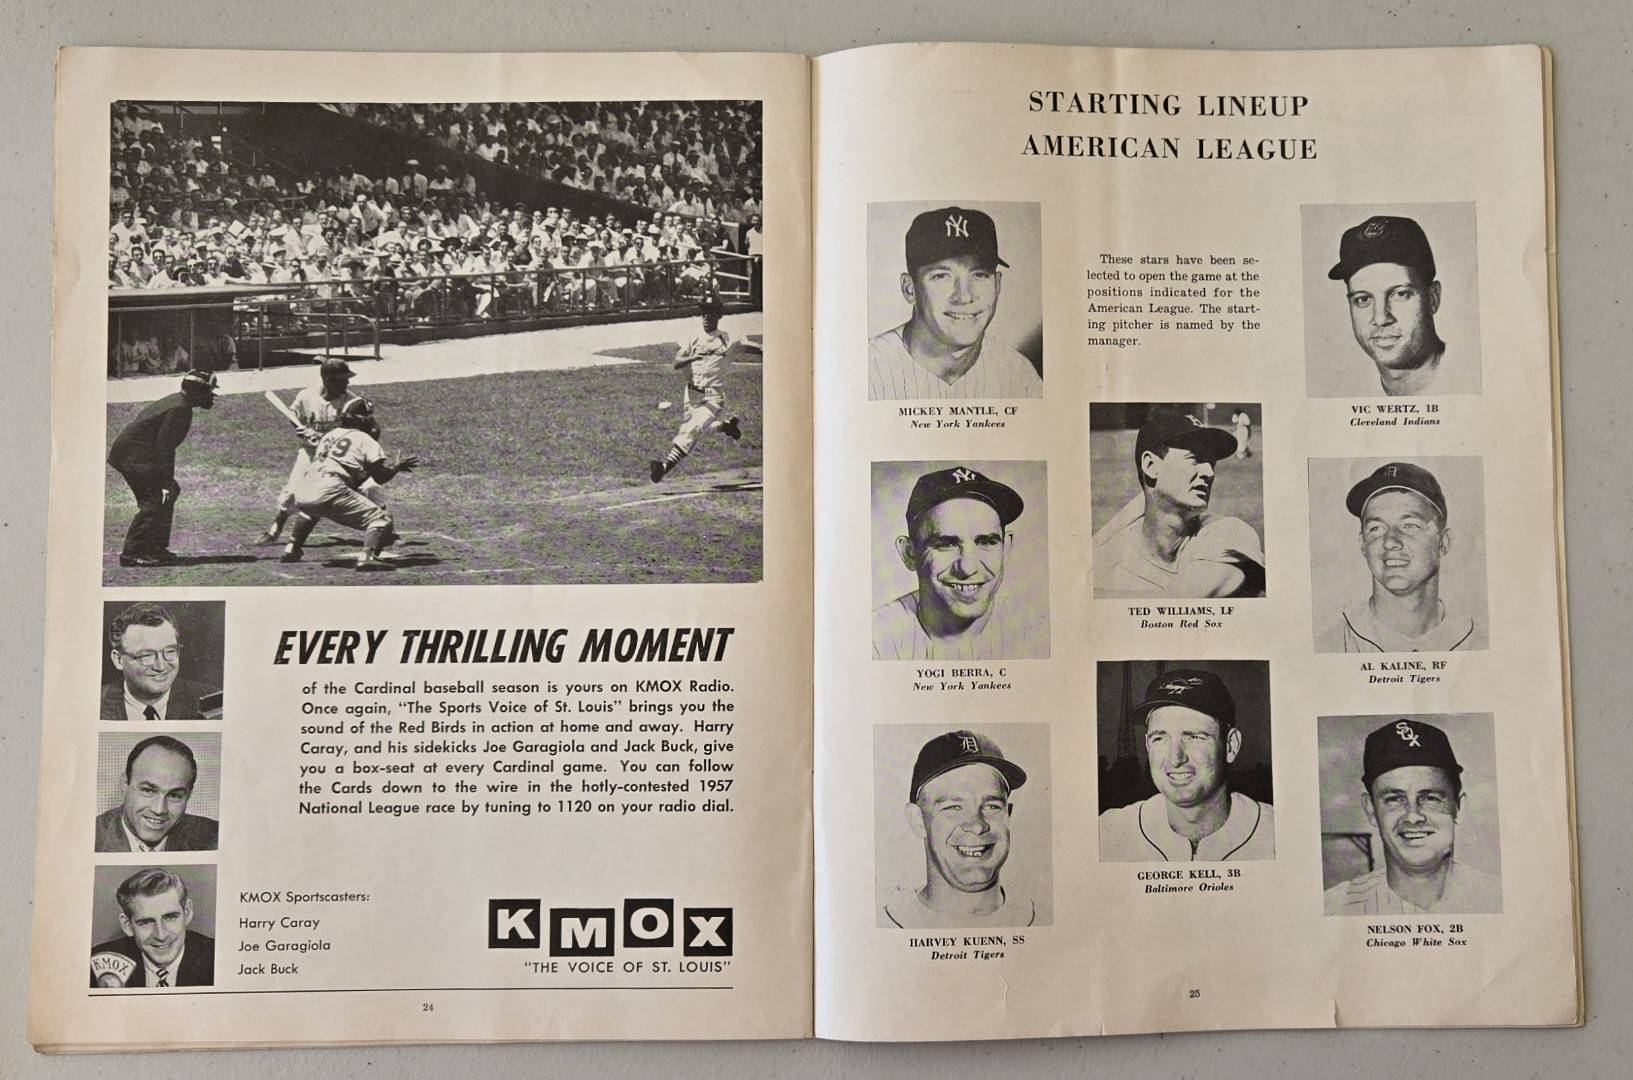 EVERY THRILLING MOMENT
of the Cardinal baseball season is yours on KMOX Radio.
Once again, "The Sports Voice of St. Louis" brings you the
sound of the Red Birds in action at home and away. Harry
Caray, and his sidekicks Joe Garagiola and Jack Buck, give
you a box-seat at every Cardinal game. You can follow
the Cards down to the wire in the hotly-contested 1957
National League race by tuning to 1120 on your radio dial.
KMOX Sportscasters:
Harry Caray
Joe Garagiola
Jack Buck
KMOX
KMOX
"THE VOICE OF ST. LOUIS"
24
STARTING LINEUP
AMERICAN LEAGUE
These stars have been se-
lected to open the game at the
positions indicated for the
American League. The start-
ing pitcher is named by the
manager.
NY
MICKEY MANTLE, CF
New York Yankees
VIC WERTZ, 1B
Cleveland Indians
NY
YOGI BERRA, C
New York Yankees
B
TED WILLIAMS, LF
Boston Red Sox
D
AL KALINE, RF
Detroit Tigers
D
HARVEY KUENN, SS
Detroit Tigers
GEORGE KELL, 3B
Baltimore Orioles
SOX
NELSON FOX, 2B
Chicago White Sox
25